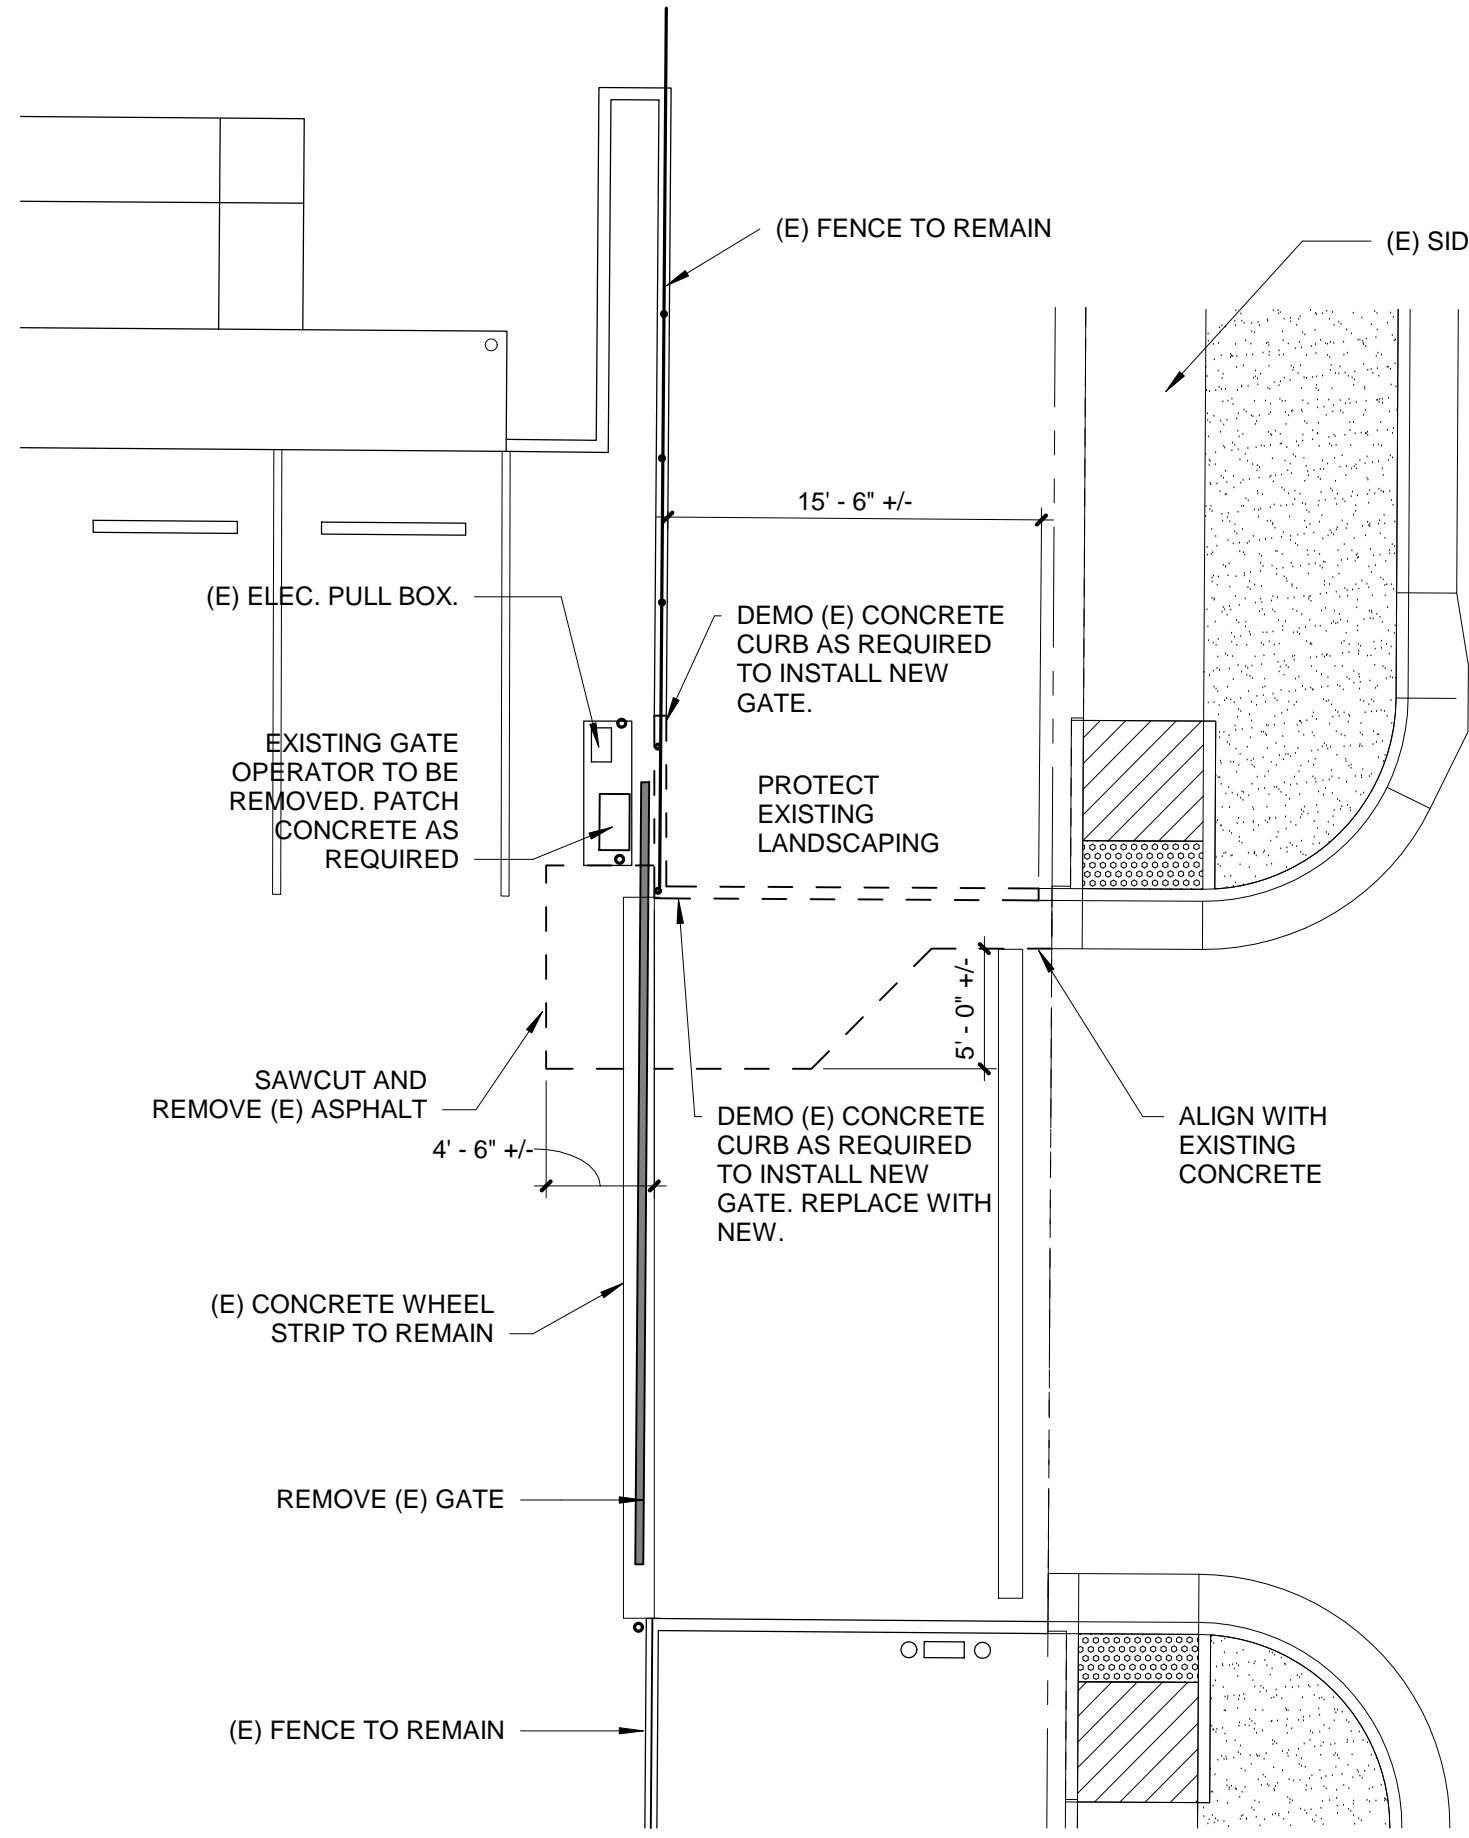 (E) FENCE TO REMAIN
(E) SID
15' - 6" +/-
(E) ELEC. PULL BOX.
DEMO (E) CONCRETE
CURB AS REQUIRED
TO INSTALL NEW
GATE.
EXISTING GATE
OPERATOR TO BE
REMOVED. PATCH
CONCRETE AS
REQUIRED
PROTECT
EXISTING
LANDSCAPING
5' - 0" +/-
SAWCUT AND
REMOVE (E) ASPHALT
4' - 6" +/-
DEMO (E) CONCRETE
CURB AS REQUIRED
TO INSTALL NEW
GATE. REPLACE WITH
NEW.
ALIGN WITH
EXISTING
CONCRETE
(E) CONCRETE WHEEL
STRIP TO REMAIN
REMOVE (E) GATE
(E) FENCE TO REMAIN